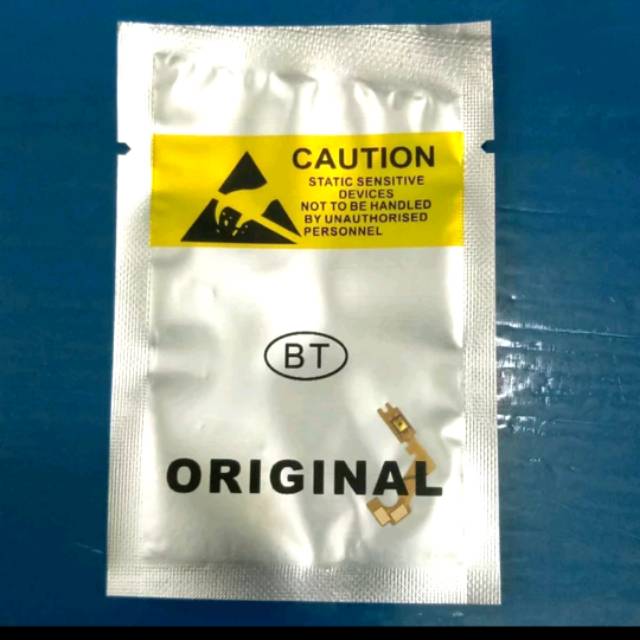 CAUTION
STATIC SENSITIVE
DEVICES
NOT TO BE HANDLED
BY UNAUTHORISED
PERSONNEL
BT
ORIGINAL